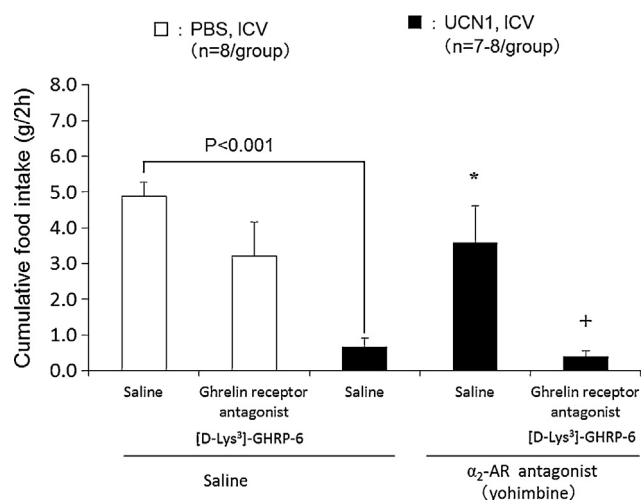 : PBS, ICV
(n=8/group)
: UCN1, ICV
(n=7-8/group)
Cumulative food intake (g/2h)
8.0
7.0
6.0
5.0
4.0
3.0
2.0
1.0
0.0
P<0.001
*
+
Saline
Ghrelin receptor
antagonist
[D-Lys³]-GHRP-6
Saline
Saline
Ghrelin receptor
antagonist
[D-Lys³]-GHRP-6
Saline
α₂-AR antagonist
(yohimbine)